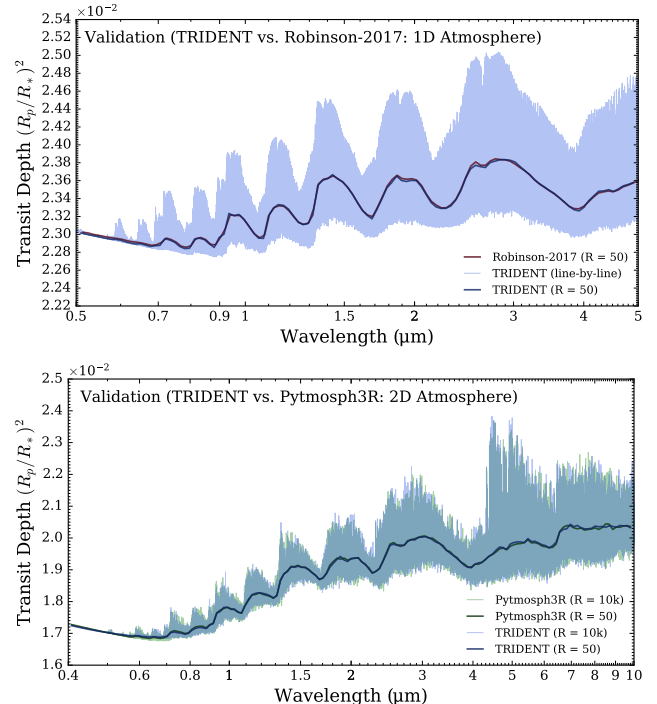 ×10⁻²
Validation (TRIDENT vs. Robinson-2017: 1D Atmosphere)
Transit Depth (Rp/R*)²
2.54
2.52
2.50
2.48
2.46
2.44
2.42
2.40
2.38
2.36
2.34
2.32
2.30
2.28
2.26
2.24
2.22
Robinson-2017 (R = 50)
TRIDENT (line-by-line)
TRIDENT (R = 50)
0.5 0.7 0.9 1 1.5 2 3 4 5
Wavelength (μm)
×10⁻²
Validation (TRIDENT vs. Pytmosph3R: 2D Atmosphere)
Transit Depth (Rp/R*)²
2.5
2.4
2.3
2.2
2.1
2.0
1.9
1.8
1.7
1.6
Pytmosph3R (R = 10k)
Pytmosph3R (R = 50)
TRIDENT (R = 10k)
TRIDENT (R = 50)
0.4 0.5 0.6 0.8 1 1.5 2 3 4 5 6 7 8 9 10
Wavelength (μm)